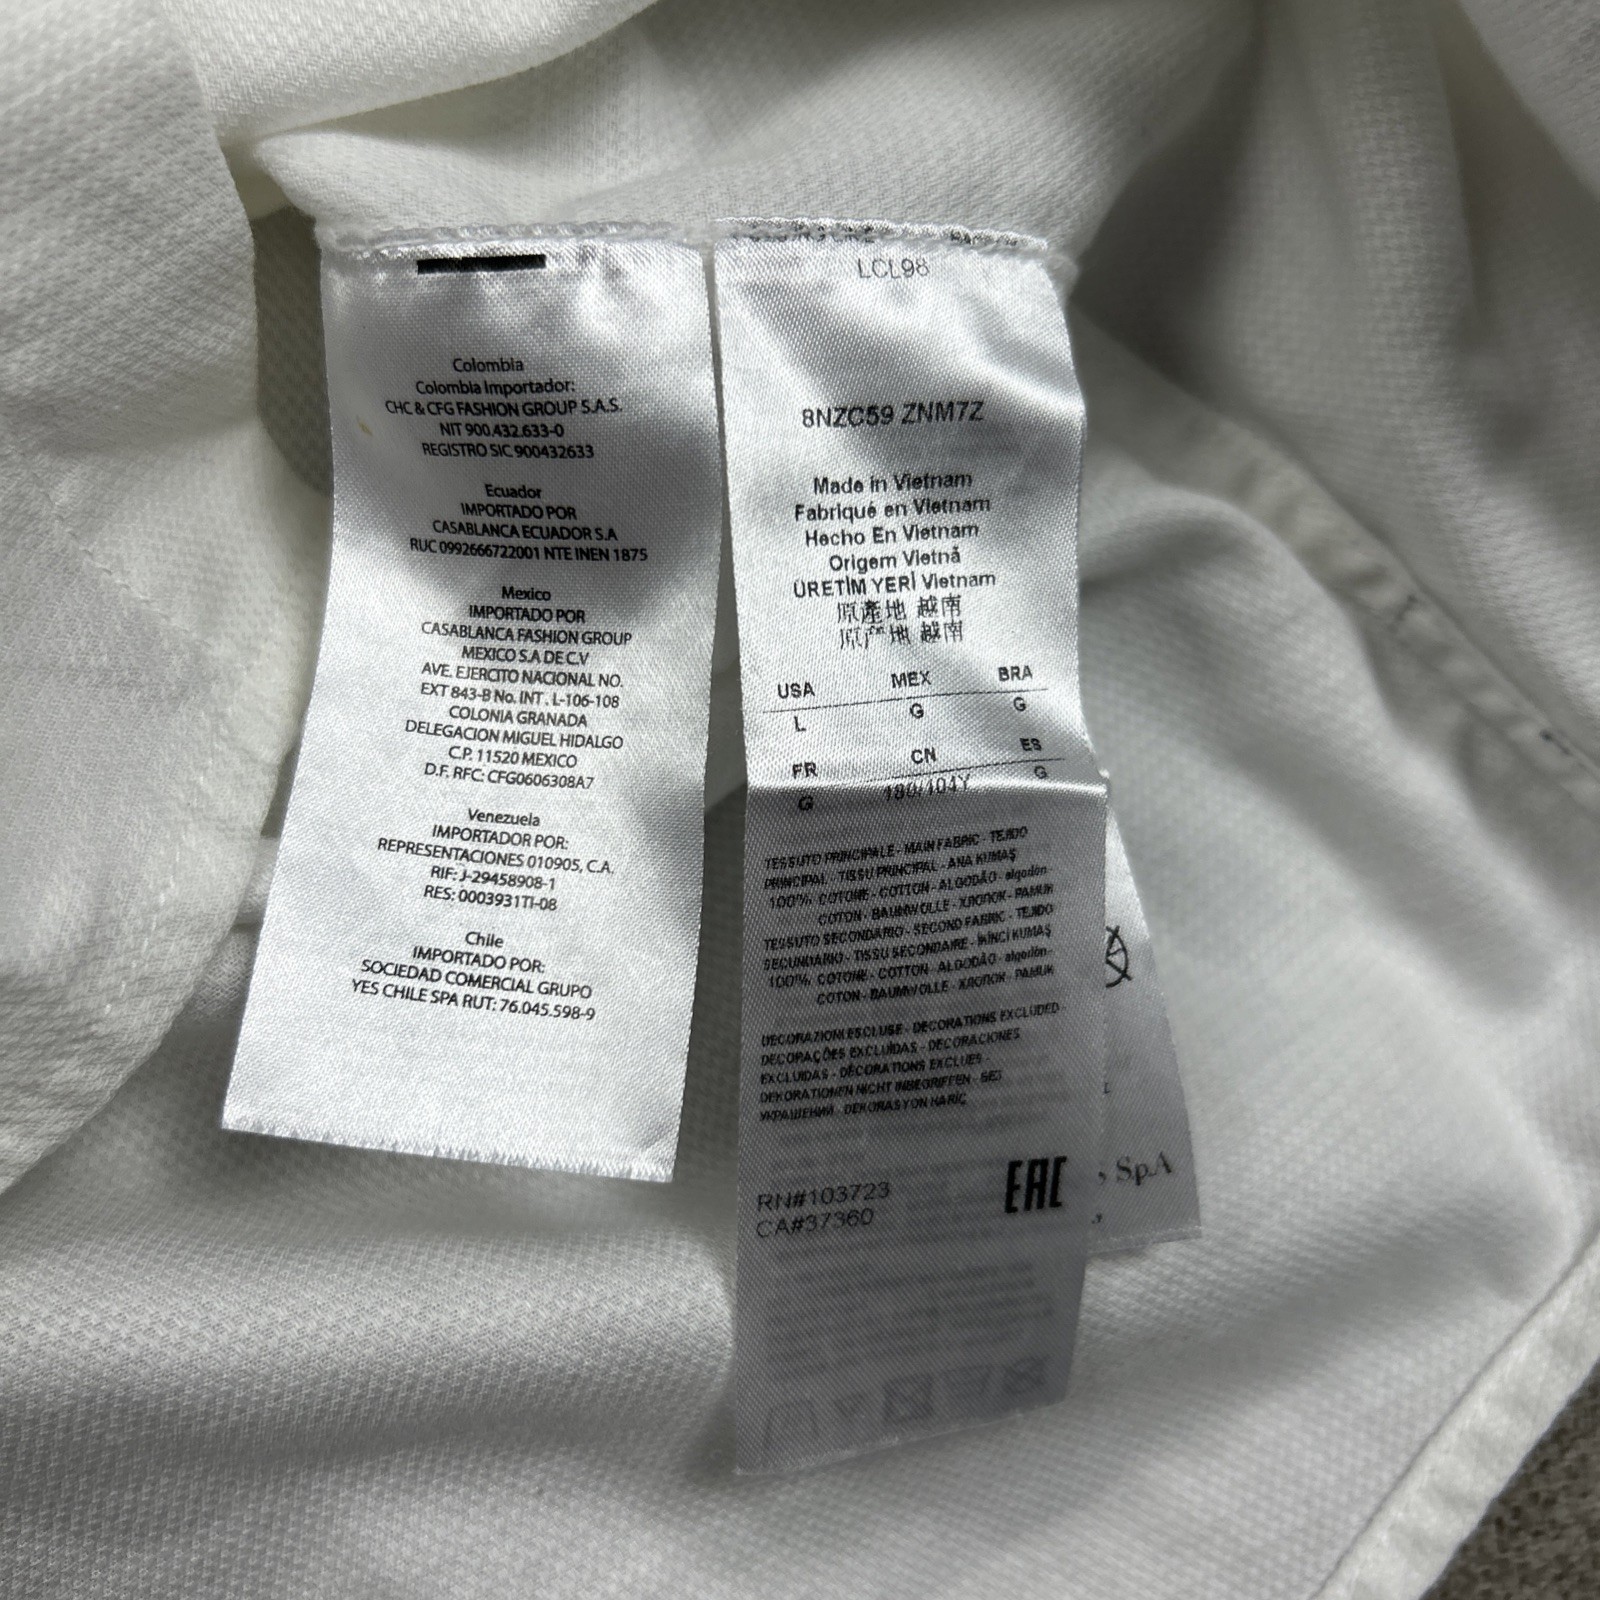 Colombia
Colombia Importador:
CHC & CFG FASHION GROUP S.A.S.
NIT 900.432.633-0
REGISTRO SIC 900432633
Ecuador
IMPORTADO POR
CASABLANCA ECUADOR S.A
RUC 0992666722001 NTE INEN 1875
Mexico
IMPORTADO POR
CASABLANCA FASHION GROUP
MEXICO S.A DE C.V
AVE. EJERCITO NACIONAL NO.
EXT 843-B No. INT. L-106-108
COLONIA GRANADA
DELEGACION MIGUEL HIDALGO
C.P. 11520 MEXICO
D.F. RFC: CFG0606308A7
Venezuela
IMPORTADOR POR:
REPRESENTACIONES 010905, C.A.
RIF: J-29458908-1
RES: 0003931TI-08
Chile
IMPORTADO POR:
SOCIEDAD COMERCIAL GRUPO
YES CHILE SPA RUT: 76.045.598-9
LCL98
8NZC59 ZNM7Z
Made in Vietnam
Fabriqué en Vietnam
Hecho En Vietnam
Origem Vietnã
ÜRETİM YERİ Vietnam
原產地 越南
原产地 越南
USA MEX BRA
L G G
FR CN ES
G 180/104Y G
TESSUTO PRINCIPALE - MAIN FABRIC - TEJIDO
PRINCIPAL - TISSU PRINCIPAL - ANA KUMAŞ
100% COTONE - COTTON - ALGODÃO - algodón -
COTON - BAUMWOLLE - ХЛОПОК - PAMUK
TESSUTO SECONDARIO - SECOND FABRIC - TEJIDO
SECUNDARIO - TISSU SECONDAIRE - İKİNCİ KUMAŞ
100% COTONE - COTTON - ALGODÃO - algodón -
COTON - BAUMWOLLE - ХЛОПОК - PAMUK
DECORAZIONI ESCLUSE - DECORATIONS EXCLUDED -
DECORAÇÕES EXCLUÍDAS - DECORACIONES
EXCLUIDAS - DÉCORATIONS EXCLUES -
DEKORATIONEN NICHT INBEGRIFFEN - БЕЗ
УКРАШЕНИЙ - DEKORASYON HARİÇ
RN#103723
CA#37360
EAC
SpA